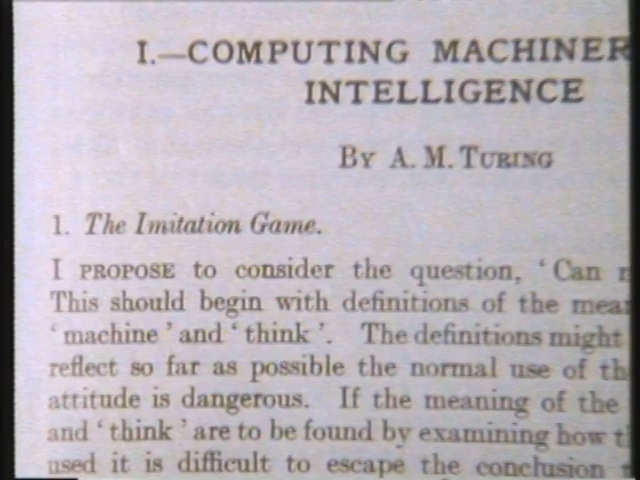 I.—COMPUTING MACHINER
INTELLIGENCE
BY A. M. TURING
1. The Imitation Game.
I PROPOSE to consider the question, ‘ Can
This should begin with definitions of the mea
‘ machine ’ and ‘ think ’. The definitions might
reflect so far as possible the normal use of th
attitude is dangerous. If the meaning of the
and ‘ think ’ are to be found by examining how t
used it is difficult to escape the conclusion